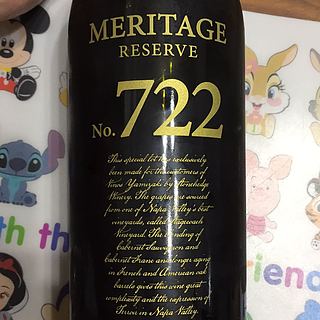 MERITAGE
RESERVE
No. 722
This special lot was exclusively
been made for the customers of
Vinos Yamazaki by Stonehedge
Winery. The grapes are sourced
from one of Napa Valley's best
vineyards, called
Vineyard. The blending of
Cabernet Sauvignon and
Cabernet Franc and longer aging
in French and American oak
barrels gives this wine great
complexity and the expression of
Terroir in Napa Valley.
th th
riend